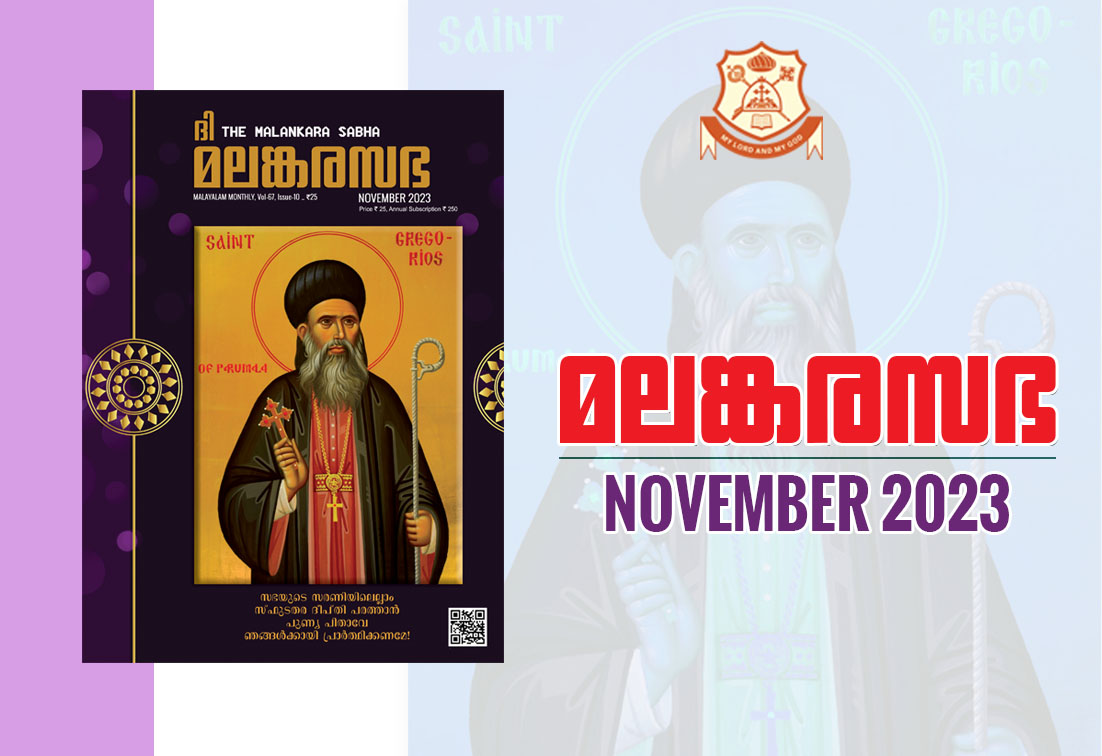 ദി THE MALANKARA SABHA
മലങ്കരസഭ
MALAYALAM MONTHLY, Vol-67, Issue-10 .. ₹25
NOVEMBER 2023
Price ₹ 25, Annual Subscription ₹ 250
SAINT
GREGO-
RIOS
OF PARUMALA
സഭയുടെ സരണിയിലെല്ലാം
സ്ഫുടതര ദീപ്തി പരത്താൻ
പുണ്യ പിതാവേ
ഞങ്ങൾക്കായി പ്രാർത്ഥിക്കണമേ!
SAINT
GREGO-
RIOS
MY LORD AND MY GOD
മലങ്കരസഭ
NOVEMBER 2023